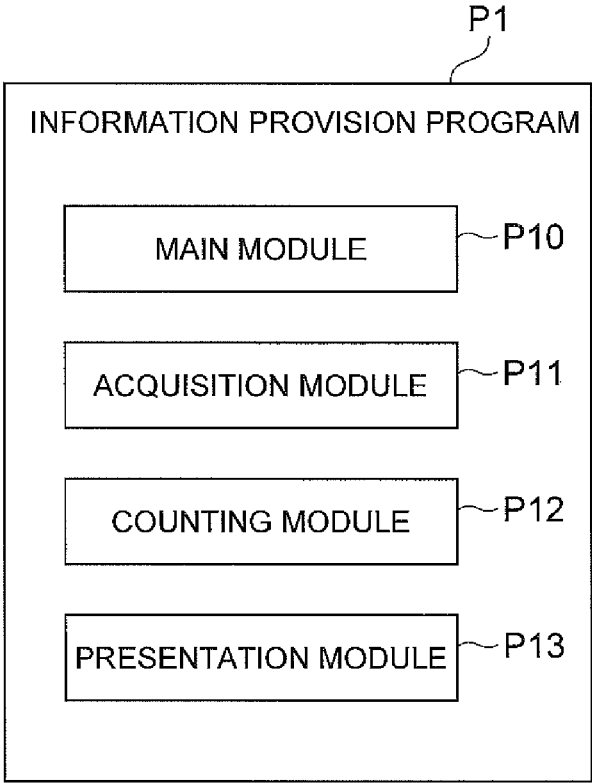 P1
INFORMATION PROVISION PROGRAM
MAIN MODULE
P10
ACQUISITION MODULE
P11
COUNTING MODULE
P12
PRESENTATION MODULE
P13